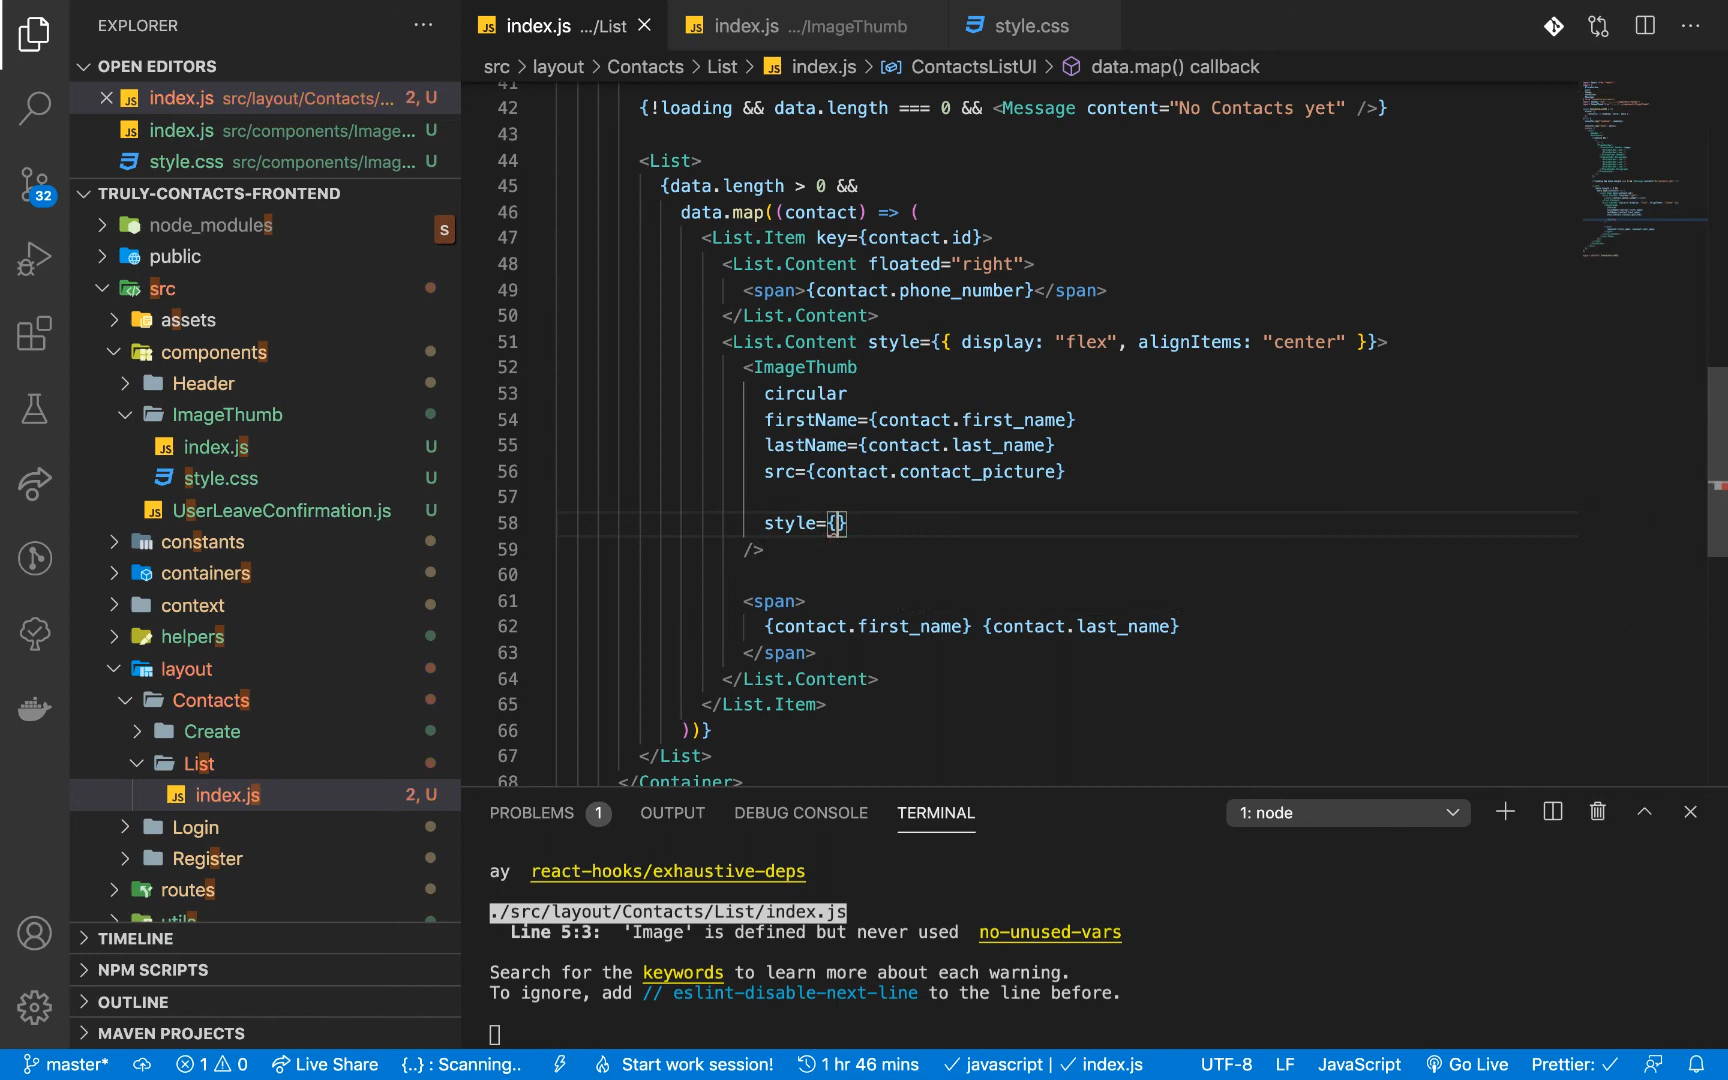 EXPLORER
OPEN EDITORS
index.js src/layout/Contacts/... 2, U
index.js src/components/Image... U
style.css src/components/Imag... U
TRULY-CONTACTS-FRONTEND
node_modules
S
public
src
assets
components
Header
ImageThumb
index.js U
style.css U
UserLeaveConfirmation.js U
constants
containers
context
helpers
layout
Contacts
Create
List
index.js 2, U
Login
Register
routes
utils
TIMELINE
NPM SCRIPTS
OUTLINE
MAVEN PROJECTS
32
index.js .../List
index.js .../ImageThumb
style.css
src > layout > Contacts > List > index.js > ContactsListUI > data.map() callback
41
42 {!loading && data.length === 0 && <Message content="No Contacts yet" />}
43
44 <List>
45 {data.length > 0 &&
46 data.map((contact) => (
47 <List.Item key={contact.id}>
48 <List.Content floated="right">
49 <span>{contact.phone_number}</span>
50 </List.Content>
51 <List.Content style={{ display: "flex", alignItems: "center" }}>
52 <ImageThumb
53 circular
54 firstName={contact.first_name}
55 lastName={contact.last_name}
56 src={contact.contact_picture}
57
58 style={}
59 />
60
61 <span>
62 {contact.first_name} {contact.last_name}
63 </span>
64 </List.Content>
65 </List.Item>
66 ))}
67 </List>
68 </Container>
PROBLEMS 1 OUTPUT DEBUG CONSOLE TERMINAL 1: node
ay react-hooks/exhaustive-deps
./src/layout/Contacts/List/index.js
Line 5:3: 'Image' is defined but never used no-unused-vars
Search for the keywords to learn more about each warning.
To ignore, add // eslint-disable-next-line to the line before.
master* 1 0 Live Share {..} : Scanning.. Start work session! 1 hr 46 mins javascript | index.js UTF-8 LF JavaScript Go Live Prettier: